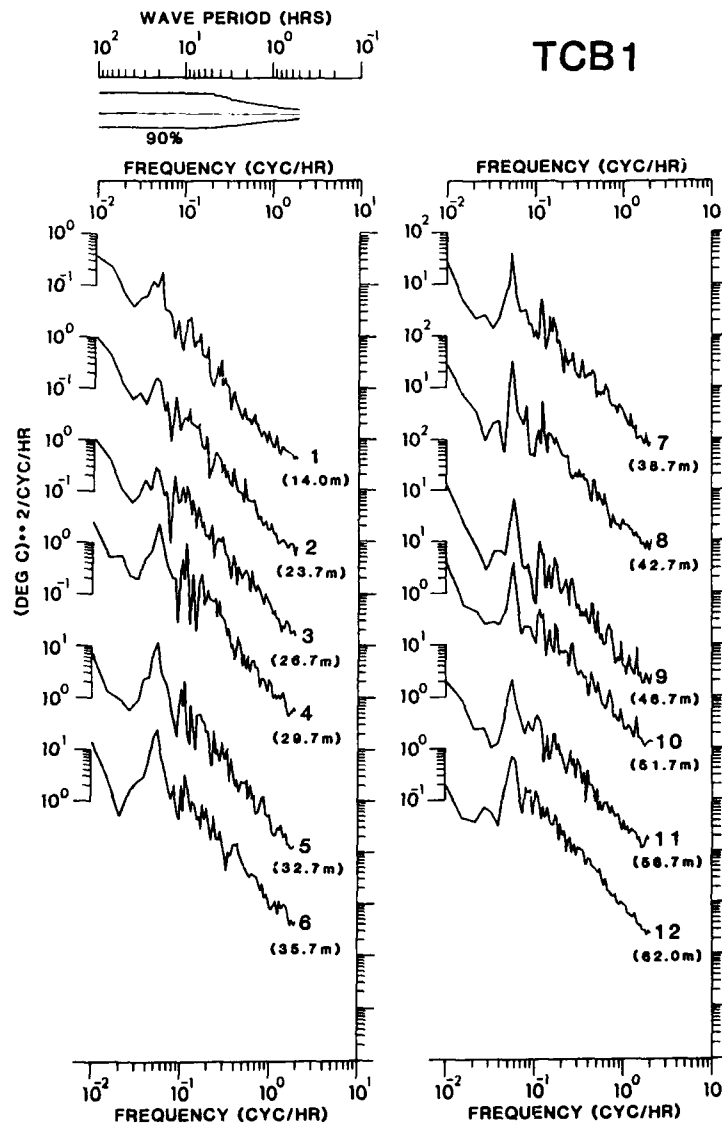 WAVE PERIOD (HRS)
10² 10¹ 10⁰ 10⁻¹
TCB1
90%
FREQUENCY (CYC/HR) FREQUENCY (CYC/HR)
10⁻² 10⁻¹ 10⁰ 10¹ 10⁻² 10⁻¹ 10⁰ 10¹
(DEG C)** 2/CYC/HR
10⁰
10⁻¹
10⁰
10⁻¹
10⁰
10⁻¹
10⁰
10⁻¹
10¹
10⁰
10¹
10⁰
1
(14.0m)
2
(23.7m)
3
(26.7m)
4
(29.7m)
5
(32.7m)
6
(35.7m)
10²
10¹
10²
10¹
10²
10¹
10⁰
10¹
10⁰
10⁻¹
7
(38.7m)
8
(42.7m)
9
(46.7m)
10
(51.7m)
11
(56.7m)
12
(62.0m)
10⁻² 10⁻¹ 10⁰ 10¹ 10⁻² 10⁻¹ 10⁰ 10¹
FREQUENCY (CYC/HR) FREQUENCY (CYC/HR)